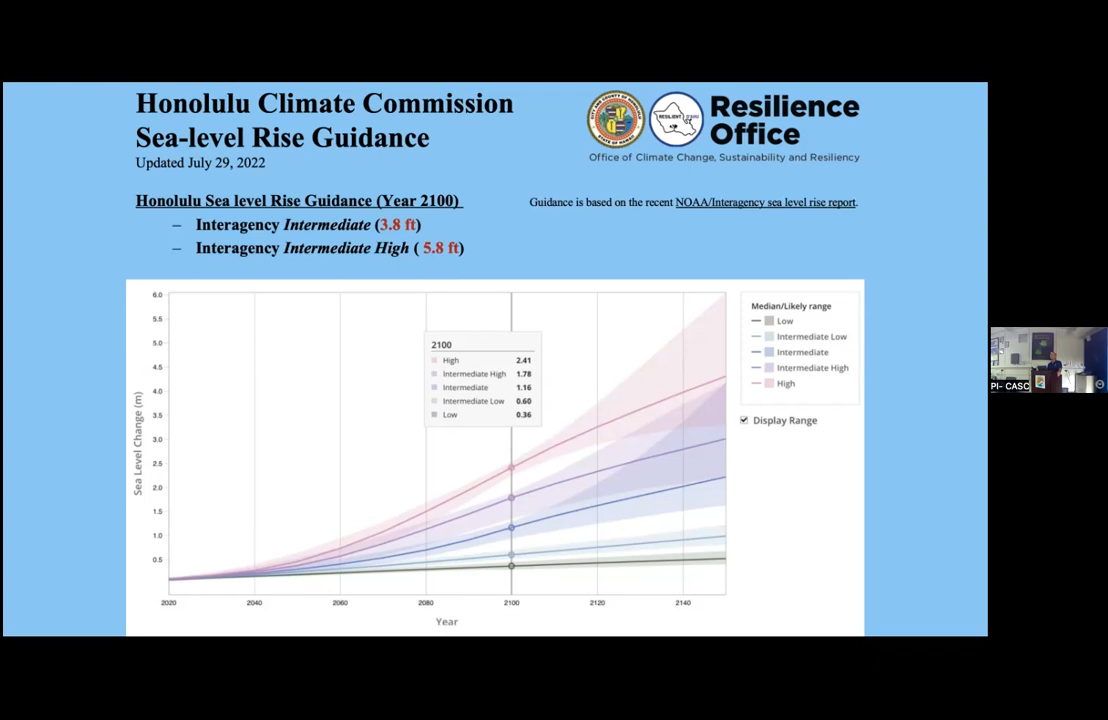 Honolulu Climate Commission
Sea-level Rise Guidance
Updated July 29, 2022
Resilience
Office
Office of Climate Change, Sustainability and Resiliency
Honolulu Sea level Rise Guidance (Year 2100)
Guidance is based on the recent NOAA/Interagency sea level rise report.
– Interagency Intermediate (3.8 ft)
– Interagency Intermediate High ( 5.8 ft)
Sea Level Change (m)
6.0
5.5
5.0
4.5
4.0
3.5
3.0
2.5
2.0
1.5
1.0
0.5
2100
High 2.41
Intermediate High 1.78
Intermediate 1.16
Intermediate Low 0.60
Low 0.36
2020 2040 2060 2080 2100 2120 2140
Year
Median/Likely range
Low
Intermediate Low
Intermediate
Intermediate High
High
Display Range
PI- CASC